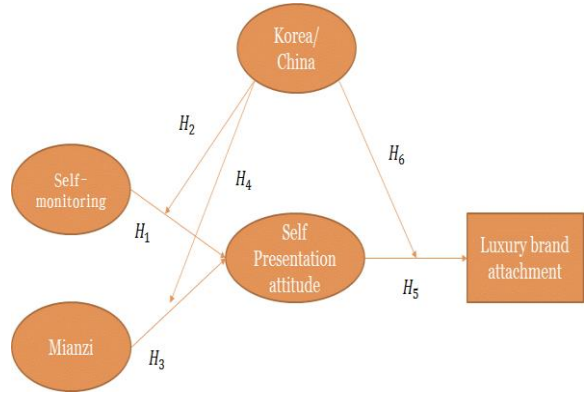 Korea/
China
H₂
H₆
H₄
Self-
monitoring
H₁
Self
Presentation
attitude
Luxury brand
attachment
H₅
Mianzi
H₃